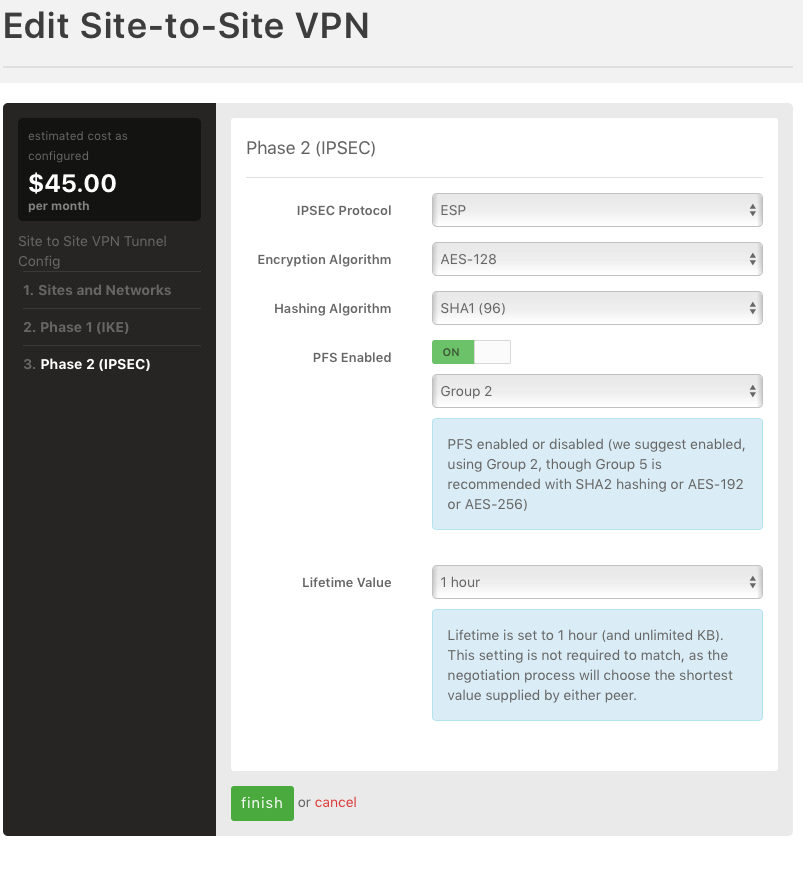 Edit Site-to-Site VPN
estimated cost as
configured
$45.00
per month
Site to Site VPN Tunnel
Config
1. Sites and Networks
2. Phase 1 (IKE)
3. Phase 2 (IPSEC)
Phase 2 (IPSEC)
IPSEC Protocol
ESP
Encryption Algorithm
AES-128
Hashing Algorithm
SHA1 (96)
PFS Enabled
ON
Group 2
PFS enabled or disabled (we suggest enabled,
using Group 2, though Group 5 is
recommended with SHA2 hashing or AES-192
or AES-256)
Lifetime Value
1 hour
Lifetime is set to 1 hour (and unlimited KB).
This setting is not required to match, as the
negotiation process will choose the shortest
value supplied by either peer.
finish or cancel